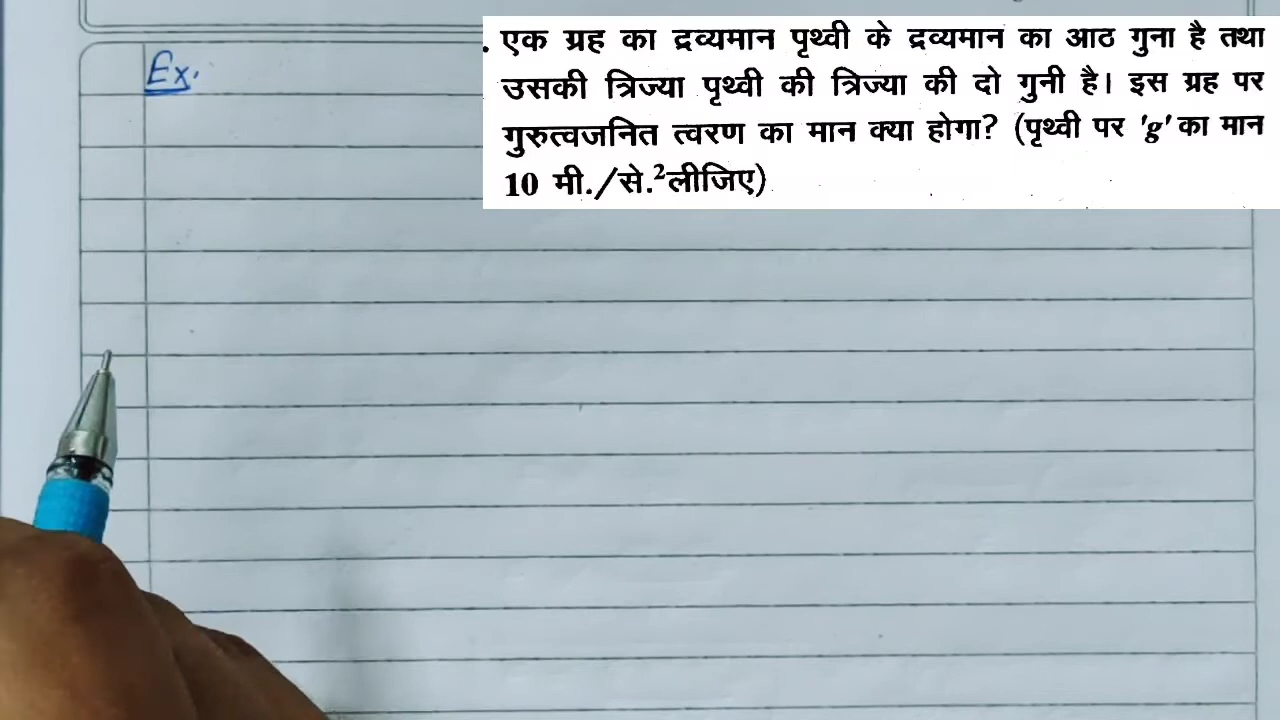 Ex.
. एक ग्रह का द्रव्यमान पृथ्वी के द्रव्यमान का आठ गुना है तथा
उसकी त्रिज्या पृथ्वी की त्रिज्या की दो गुनी है। इस ग्रह पर
गुरुत्वजनित त्वरण का मान क्या होगा? (पृथ्वी पर 'g' का मान
10 मी./से.²लीजिए)